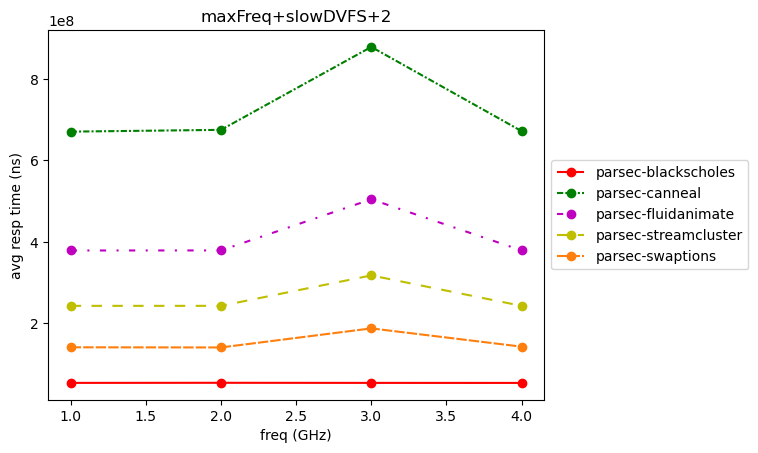 maxFreq+slowDVFS+2
1e8
8
6
4
2
avg resp time (ns)
1.0 1.5 2.0 2.5 3.0 3.5 4.0
freq (GHz)
parsec-blackscholes
parsec-canneal
parsec-fluidanimate
parsec-streamcluster
parsec-swaptions